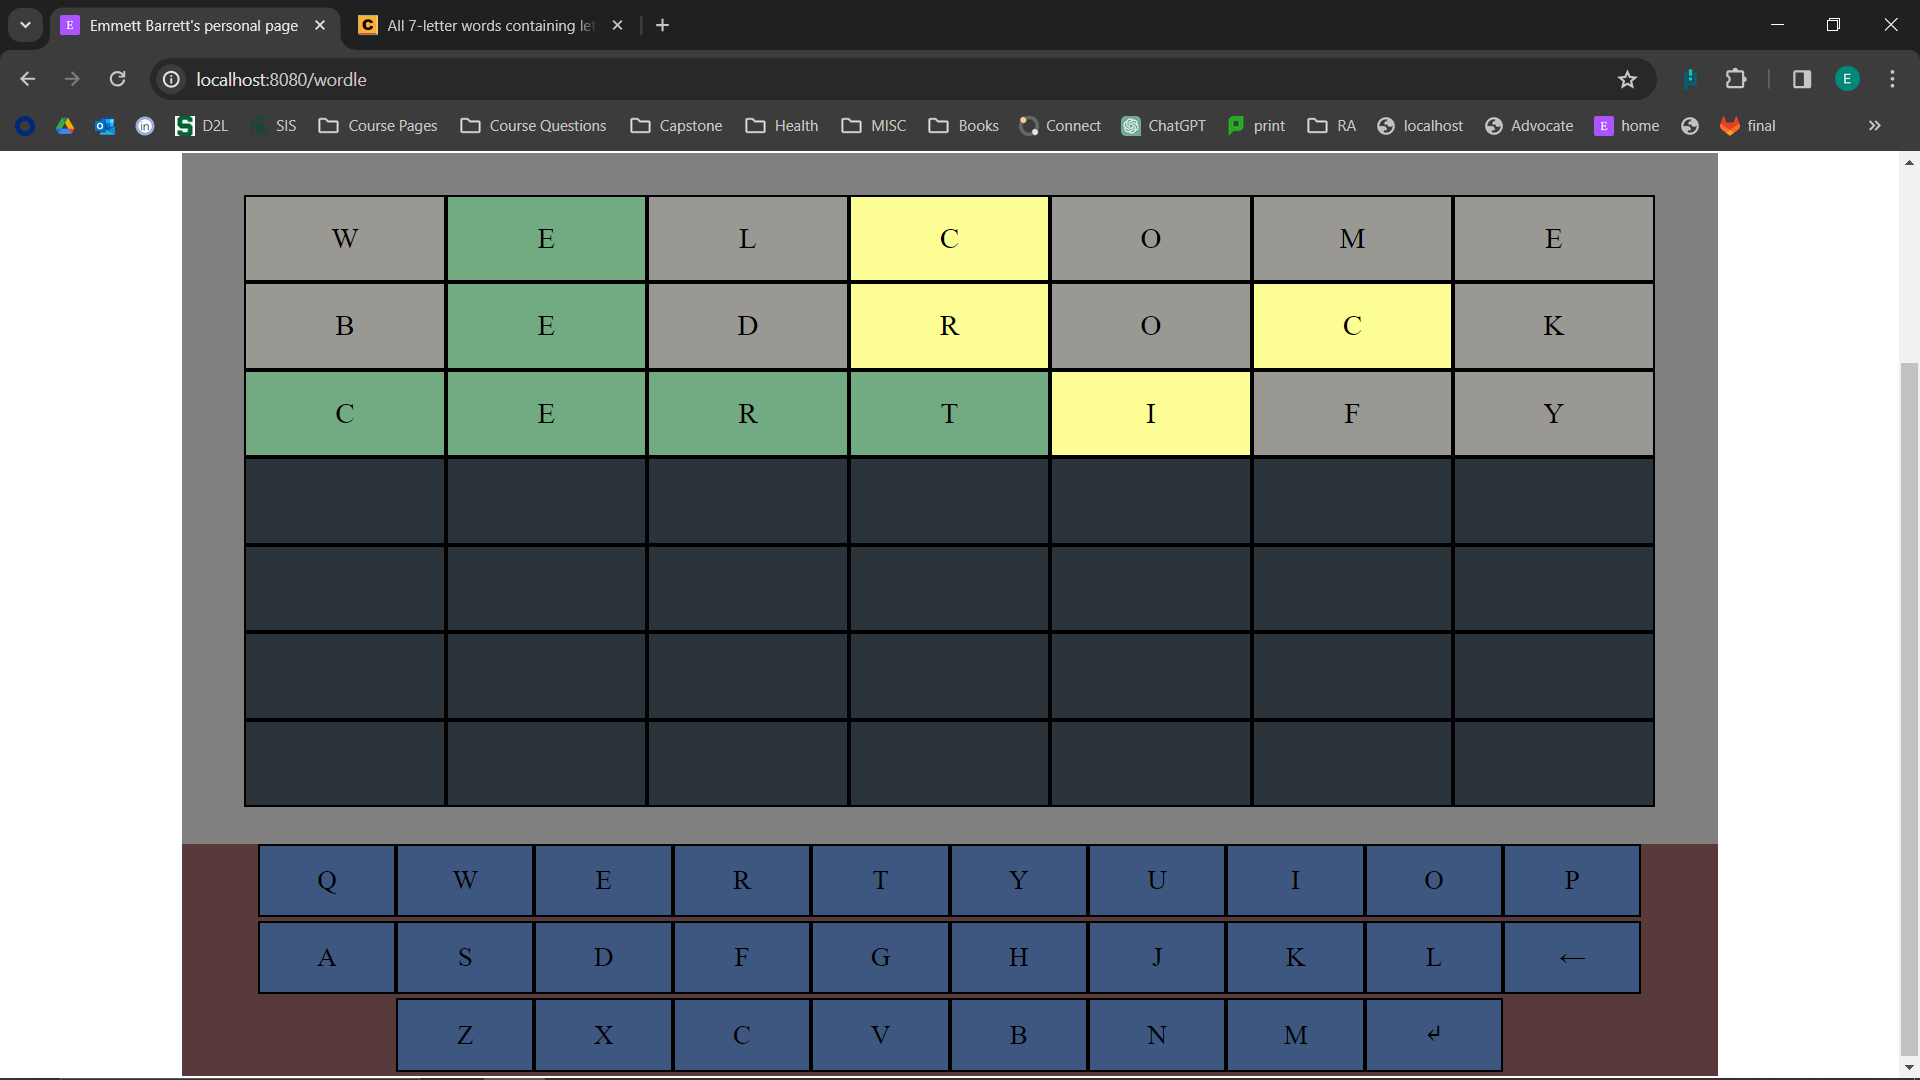 E Emmett Barrett's personal page
C All 7-letter words containing let
localhost:8080/wordle
E
D2L SIS Course Pages Course Questions Capstone Health MISC Books Connect ChatGPT print RA localhost Advocate E home final
W E L C O M E
B E D R O C K
C E R T I F Y
Q W E R T Y U I O P
A S D F G H J K L ←
Z X C V B N M ↲